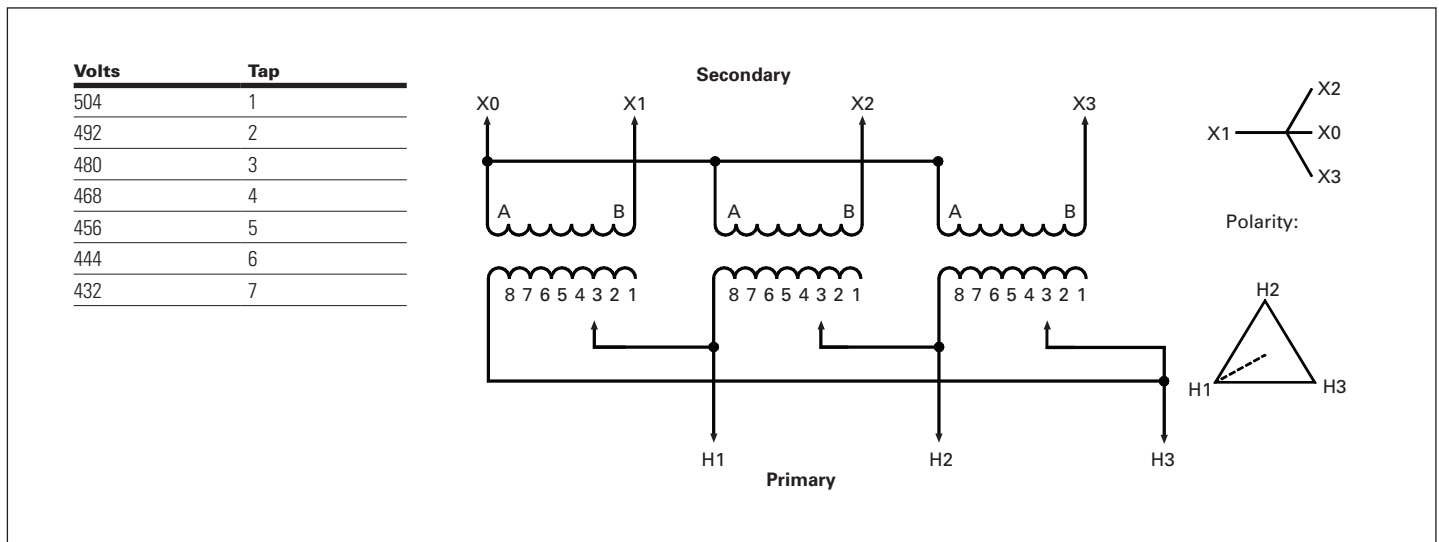 Volts Tap
504 1
492 2
480 3
468 4
456 5
444 6
432 7
Secondary
X0 X1 X2 X3
A B A B A B
8 7 6 5 4 3 2 1 8 7 6 5 4 3 2 1 8 7 6 5 4 3 2 1
H1 H2 H3
Primary
X2
X1 X0
X3
Polarity:
H2
H1 H3